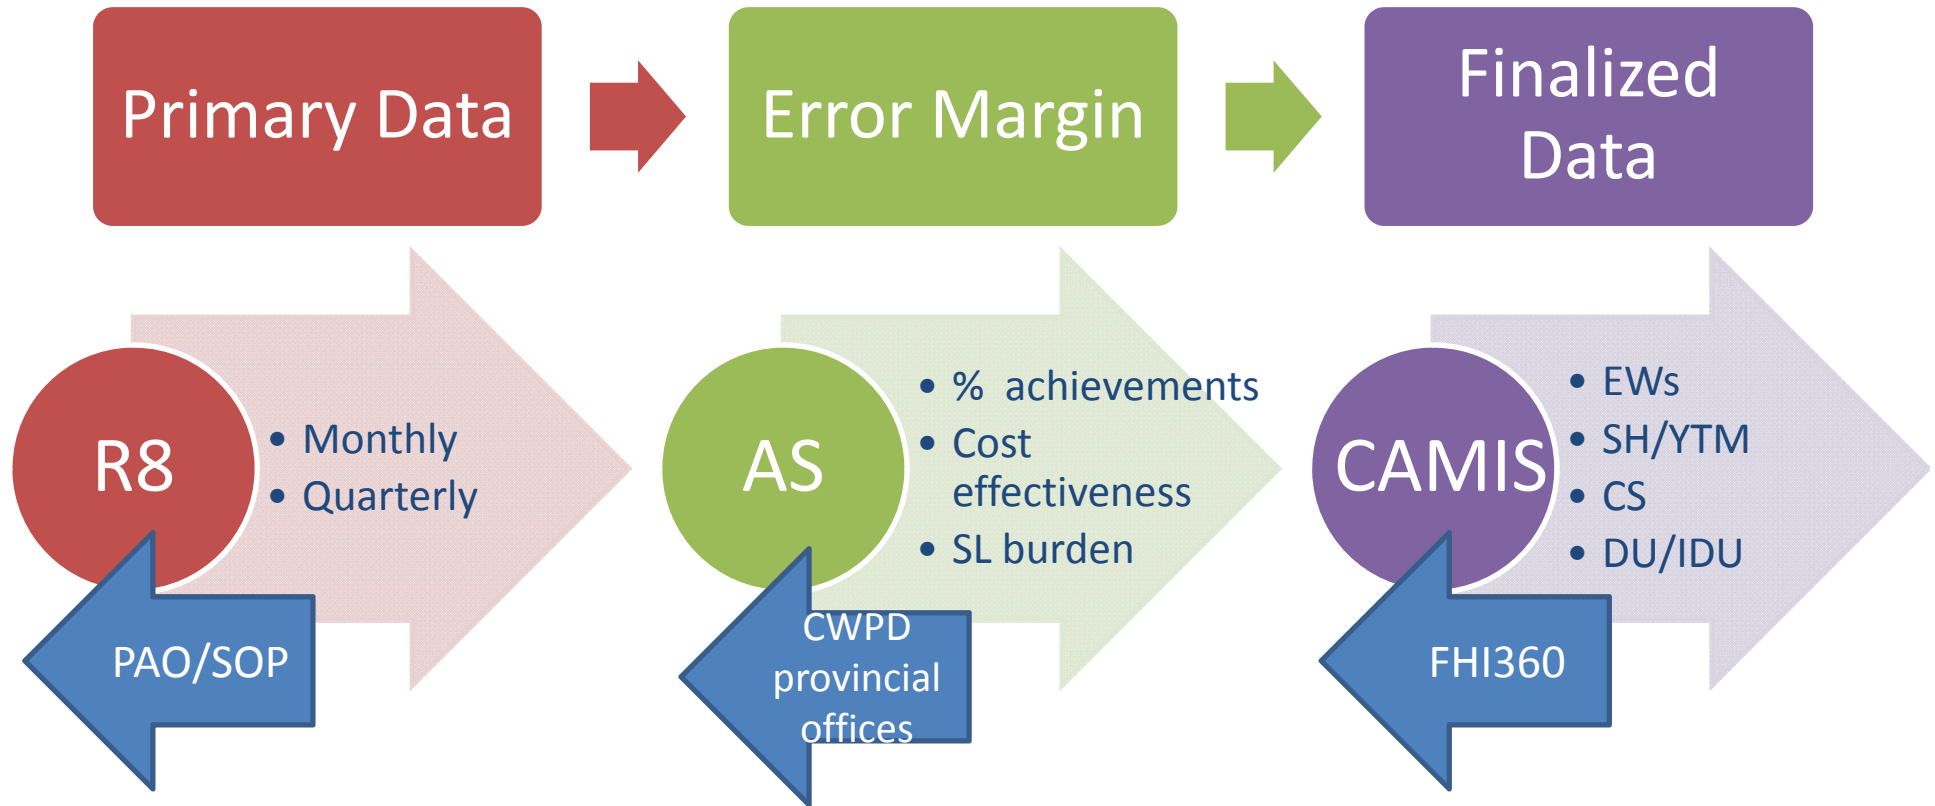 Primary Data
Error Margin
Finalized
Data
R8
• Monthly
• Quarterly
PAO/SOP
AS
• % achievements
• Cost
effectiveness
• SL burden
CWPD
provincial
offices
CAMIS
• EWs
• SH/YTM
• CS
• DU/IDU
FHI360